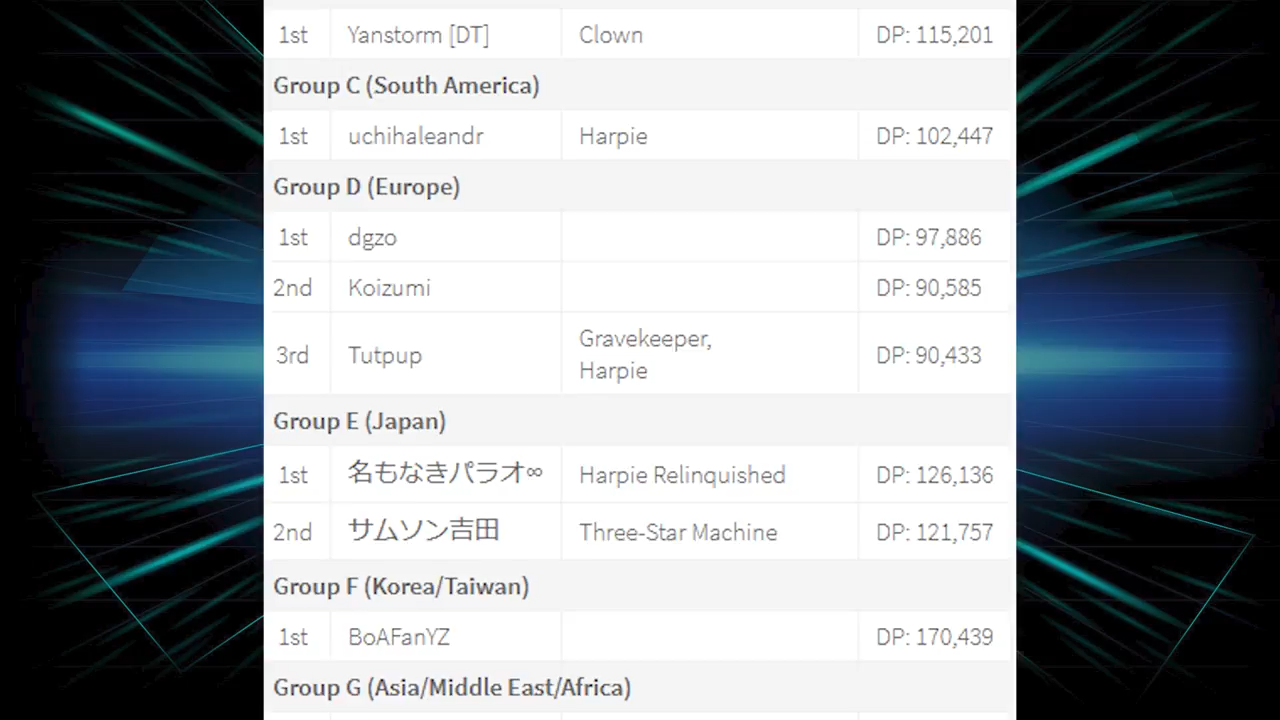 1st Yanstorm [DT] Clown DP: 115,201
Group C (South America)
1st uchihaleandr Harpie DP: 102,447
Group D (Europe)
1st dgzo DP: 97,886
2nd Koizumi DP: 90,585
3rd Tutpup Gravekeeper, Harpie DP: 90,433
Group E (Japan)
1st 名もなきパラオ∞ Harpie Relinquished DP: 126,136
2nd サムソン吉田 Three-Star Machine DP: 121,757
Group F (Korea/Taiwan)
1st BoAFanYZ DP: 170,439
Group G (Asia/Middle East/Africa)